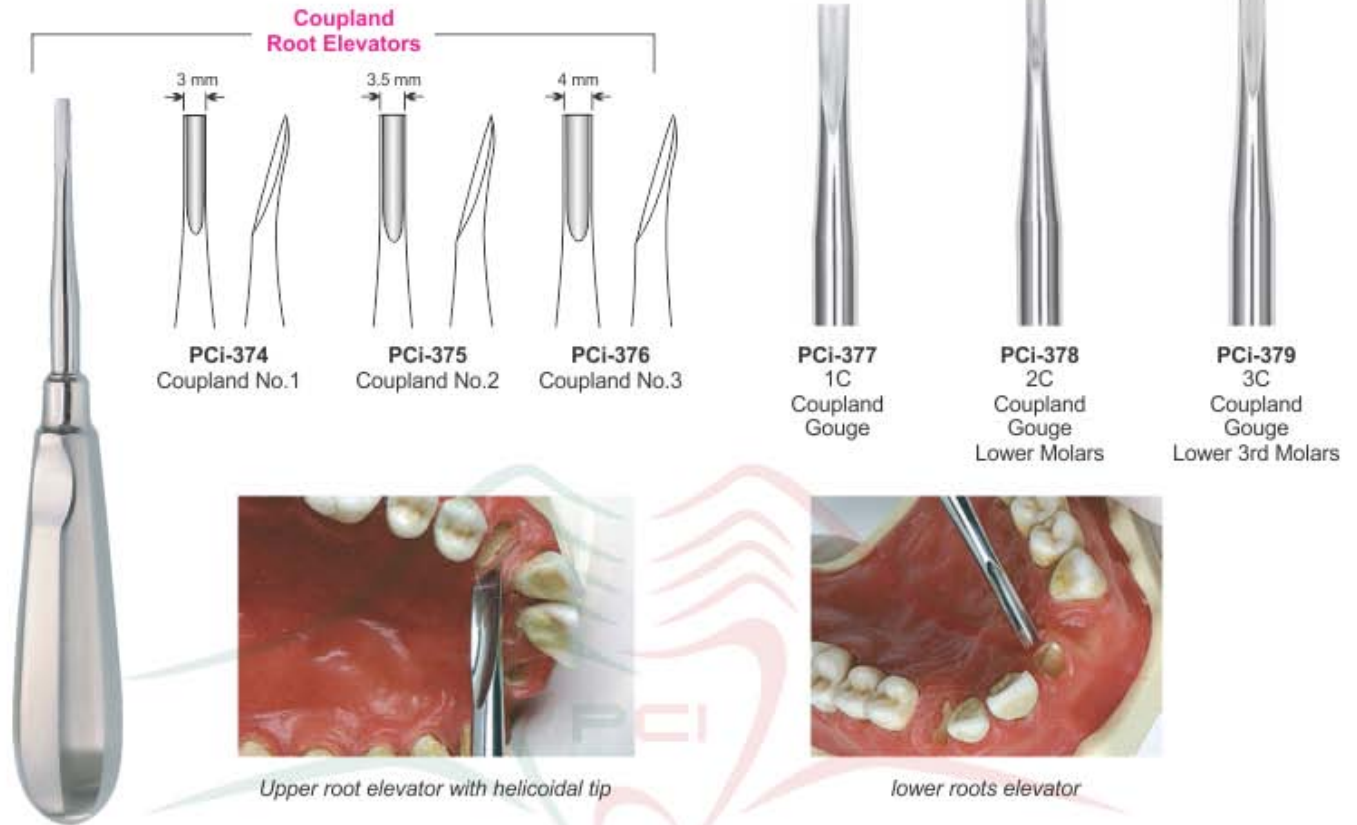 Coupland
Root Elevators
3 mm
3.5 mm
4 mm
PCi-374
Coupland No.1
PCi-375
Coupland No.2
PCi-376
Coupland No.3
PCi-377
1C
Coupland
Gouge
PCi-378
2C
Coupland
Gouge
Lower Molars
PCi-379
3C
Coupland
Gouge
Lower 3rd Molars
PCI
Upper root elevator with helicoidal tip
lower roots elevator